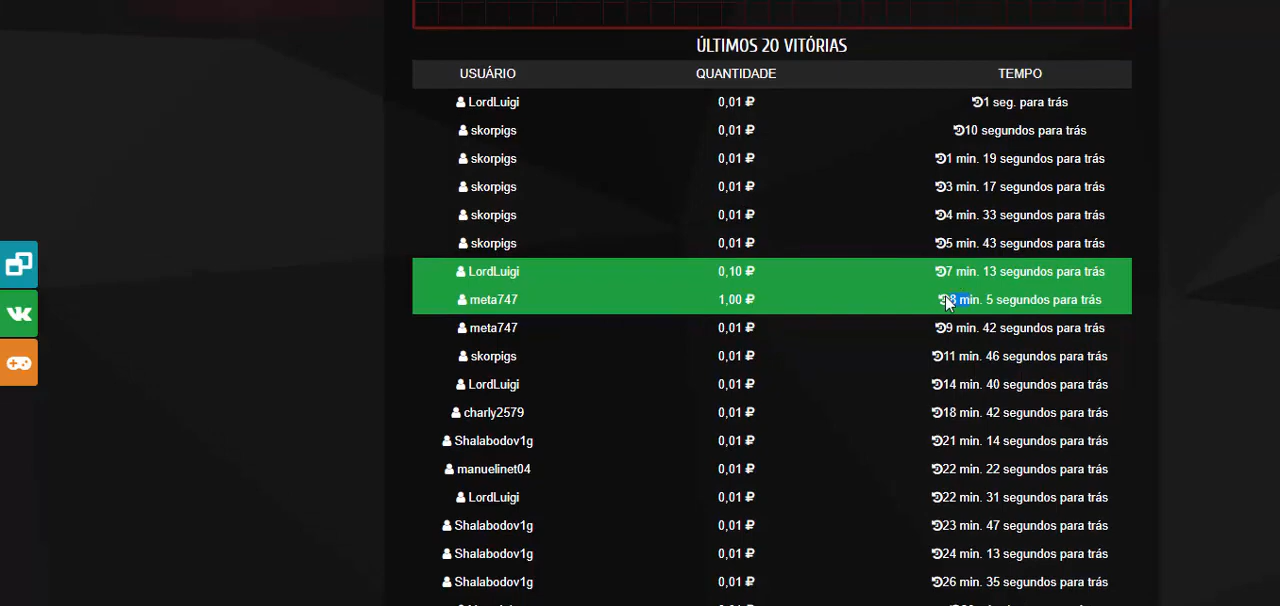 ÚLTIMOS 20 VITÓRIAS
USUÁRIO QUANTIDADE TEMPO
LordLuigi 0,01 ₽ 1 seg. para trás
skorpigs 0,01 ₽ 10 segundos para trás
skorpigs 0,01 ₽ 1 min. 19 segundos para trás
skorpigs 0,01 ₽ 3 min. 17 segundos para trás
skorpigs 0,01 ₽ 4 min. 33 segundos para trás
skorpigs 0,01 ₽ 5 min. 43 segundos para trás
LordLuigi 0,10 ₽ 7 min. 13 segundos para trás
meta747 1,00 ₽ 8 min. 5 segundos para trás
meta747 0,01 ₽ 9 min. 42 segundos para trás
skorpigs 0,01 ₽ 11 min. 46 segundos para trás
LordLuigi 0,01 ₽ 14 min. 40 segundos para trás
charly2579 0,01 ₽ 18 min. 42 segundos para trás
Shalabodov1g 0,01 ₽ 21 min. 14 segundos para trás
manuelinet04 0,01 ₽ 22 min. 22 segundos para trás
LordLuigi 0,01 ₽ 22 min. 31 segundos para trás
Shalabodov1g 0,01 ₽ 23 min. 47 segundos para trás
Shalabodov1g 0,01 ₽ 24 min. 13 segundos para trás
Shalabodov1g 0,01 ₽ 26 min. 35 segundos para trás